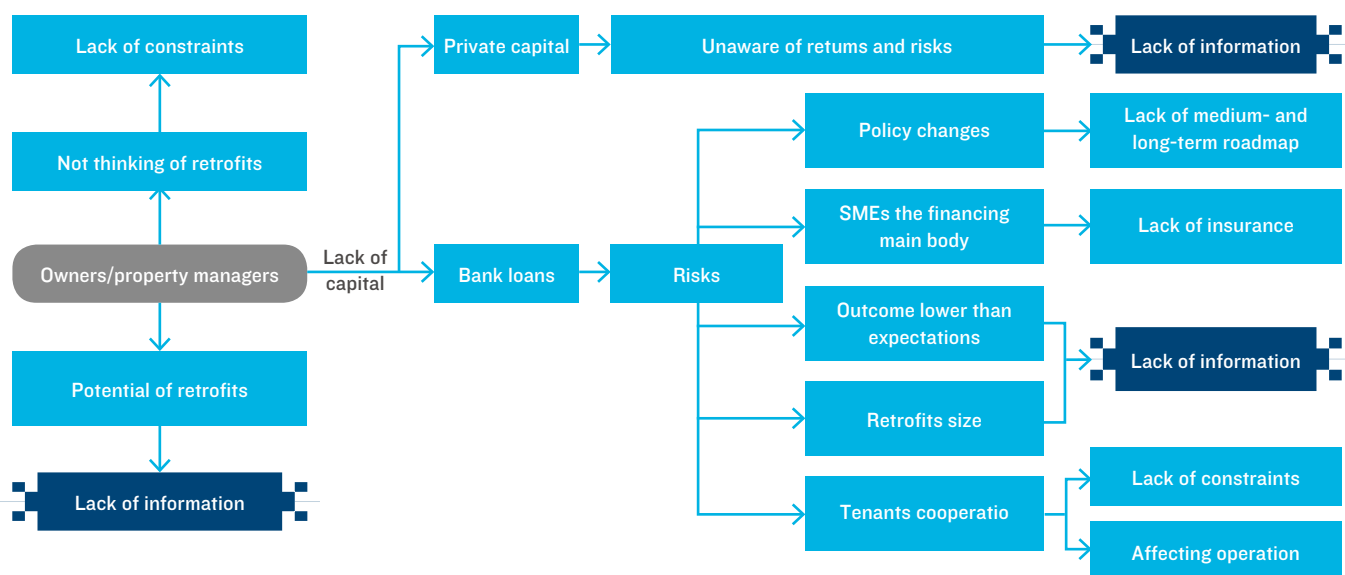 Lack of constraints
Not thinking of retrofits
Owners/property managers
Potential of retrofits
Lack of information
Lack of
capital
Private capital
Unaware of retums and risks
Lack of information
Bank loans
Risks
Policy changes
Lack of medium- and
long-term roadmap
SMEs the financing
main body
Lack of insurance
Outcome lower than
expectations
Retrofits size
Lack of information
Tenants cooperatio
Lack of constraints
Affecting operation